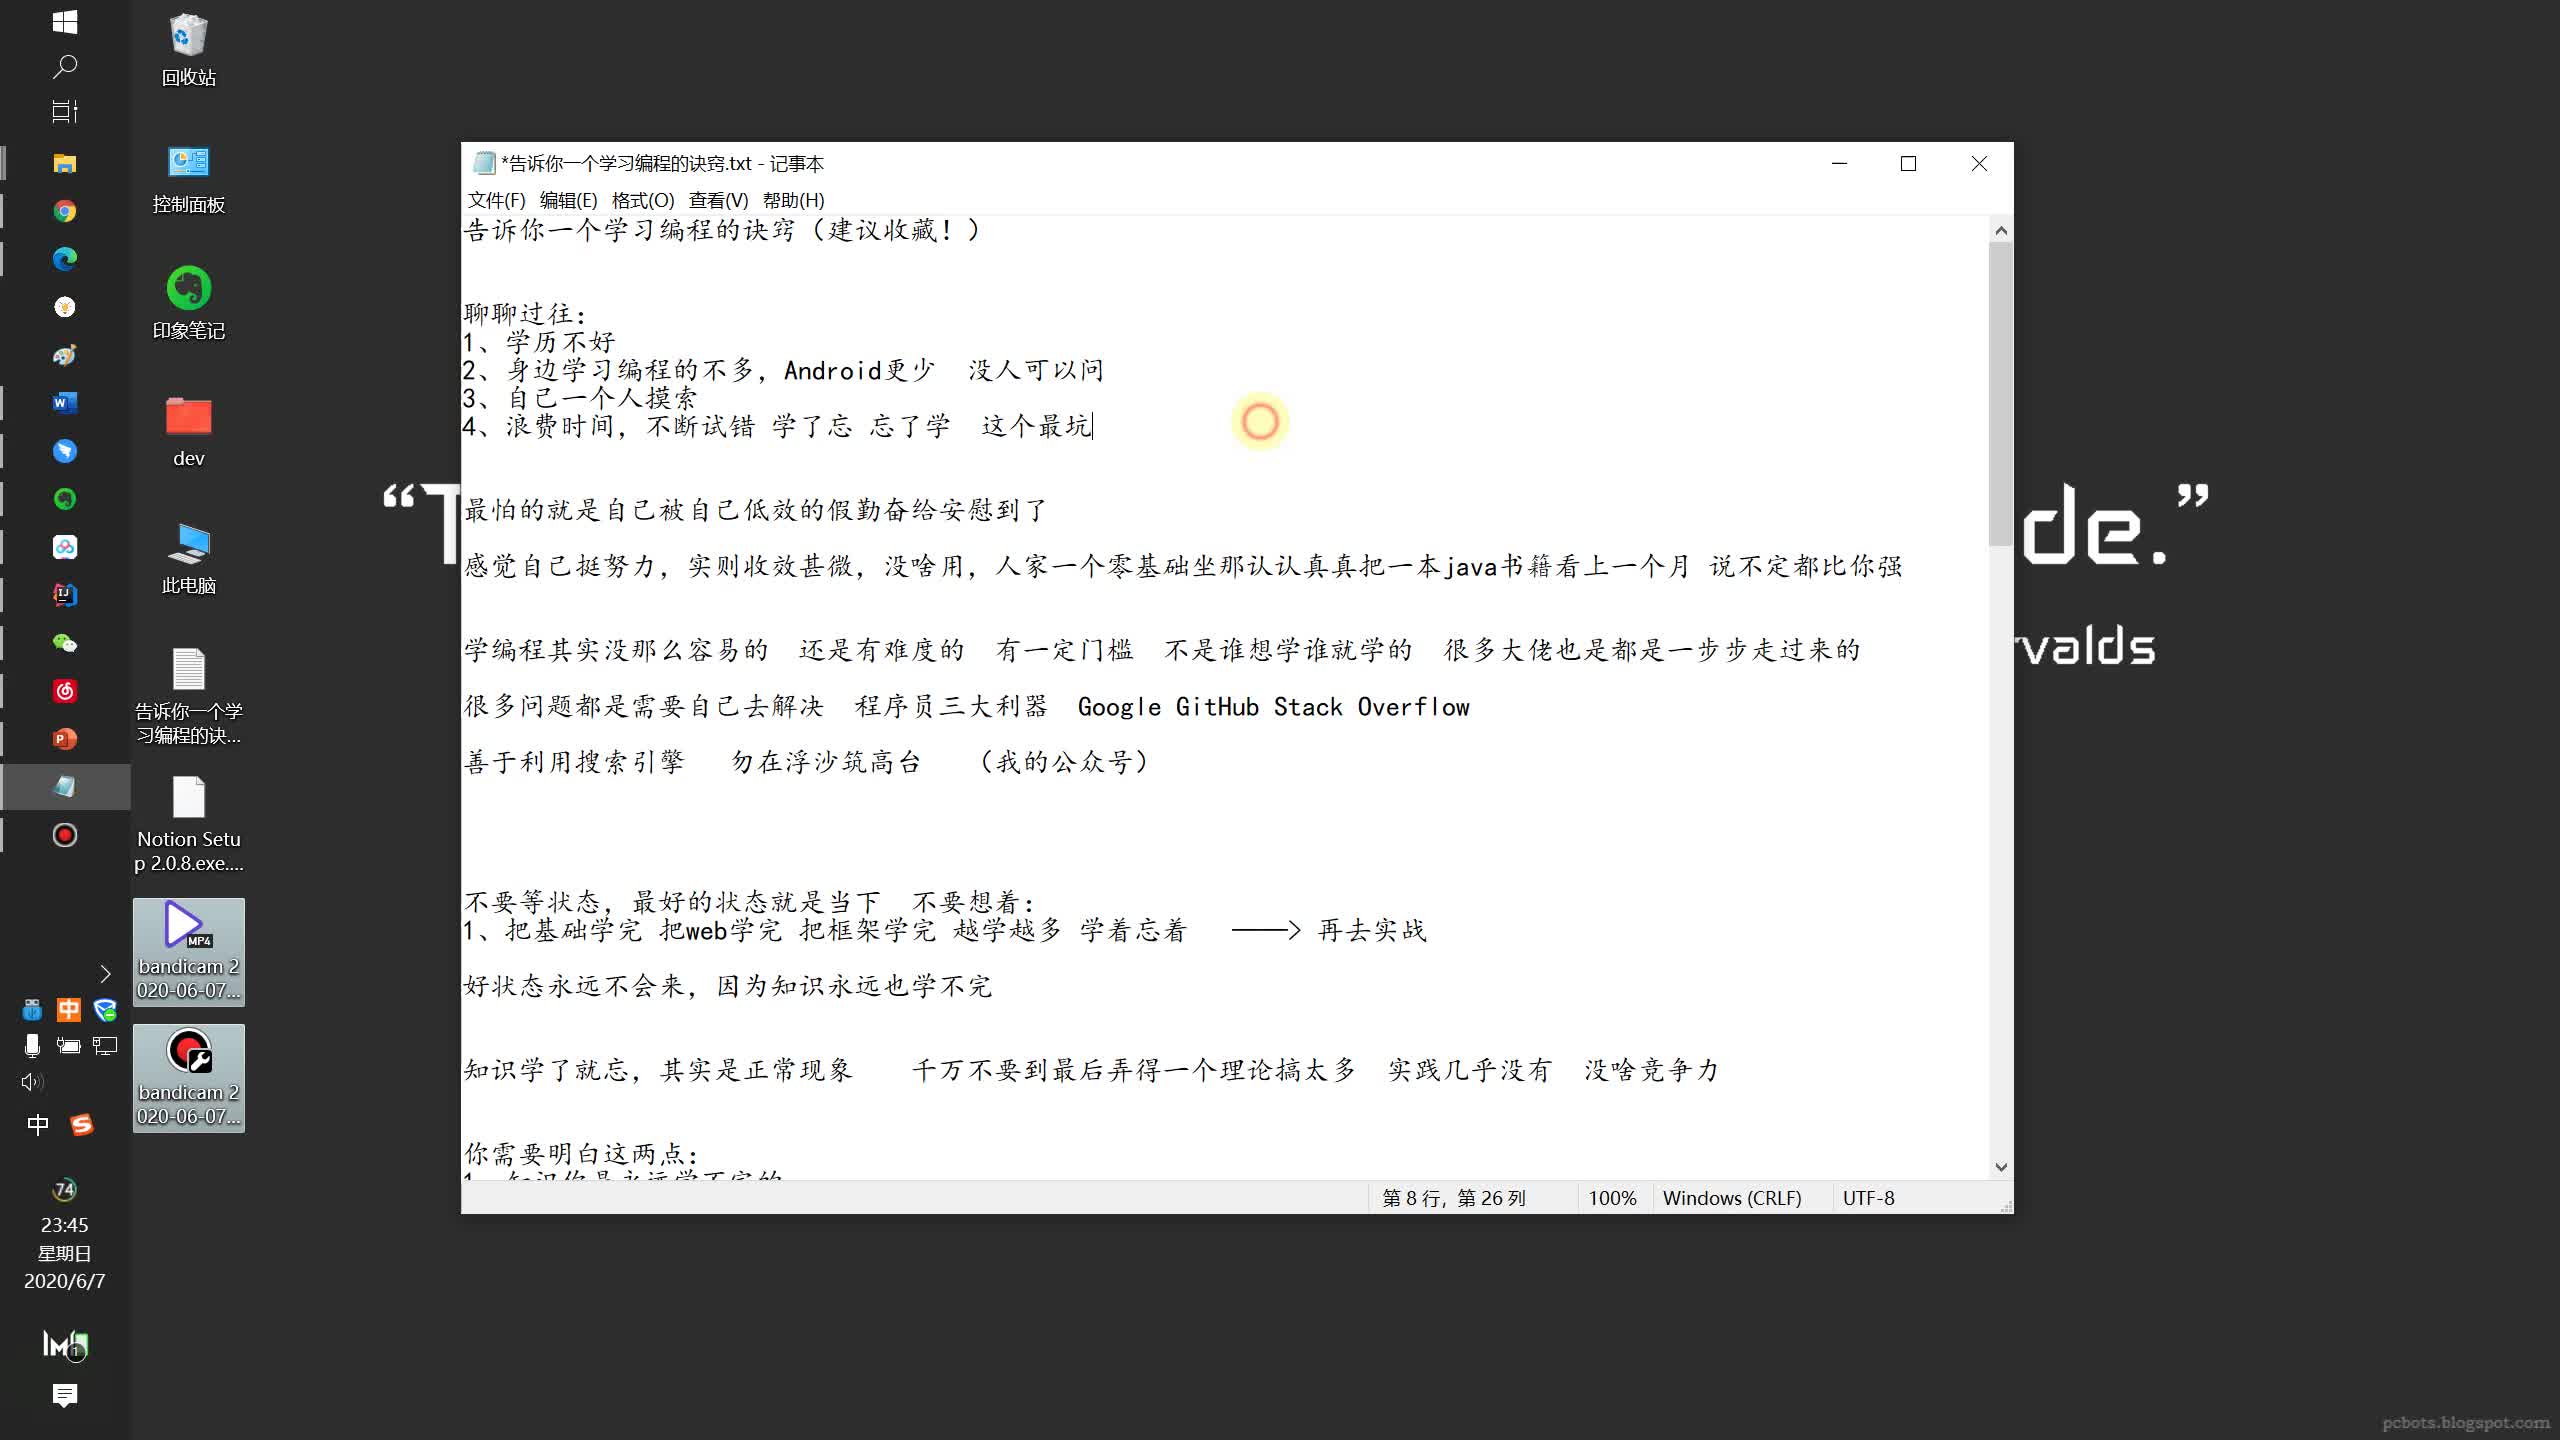 回收站
控制面板
印象笔记
dev
此电脑
告诉你一个学
习编程的诀...
Notion Setu
p 2.0.8.exe....
MP4
bandicam 2
020-06-07...
bandicam 2
020-06-07...
中
中
74
23:45
星期日
2020/6/7
1
*告诉你一个学习编程的诀窍.txt - 记事本
文件(F) 编辑(E) 格式(O) 查看(V) 帮助(H)
告诉你一个学习编程的诀窍（建议收藏！）
聊聊过往：
1、学历不好
2、身边学习编程的不多，Android更少 没人可以问
3、自己一个人摸索
4、浪费时间，不断试错 学了忘 忘了学 这个最坑
最怕的就是自己被自己低效的假勤奋给安慰到了
感觉自己挺努力，实则收效甚微，没啥用，人家一个零基础坐那认认真真把一本java书籍看上一个月 说不定都比你强
学编程其实没那么容易的 还是有难度的 有一定门槛 不是谁想学谁就学的 很多大佬也是都是一步步走过来的
很多问题都是需要自己去解决 程序员三大利器 Google GitHub Stack Overflow
善于利用搜索引擎 勿在浮沙筑高台 （我的公众号）
不要等状态，最好的状态就是当下 不要想着：
1、把基础学完 把web学完 把框架学完 越学越多 学着忘着 ——> 再去实战
好状态永远不会来，因为知识永远也学不完
知识学了就忘，其实是正常现象 千万不要到最后弄得一个理论搞太多 实践几乎没有 没啥竞争力
你需要明白这两点：
1、知识你是永远学不完的
第 8 行，第 26 列 100% Windows (CRLF) UTF-8
“T
de.”
rvalds
pcbots.blogspot.com